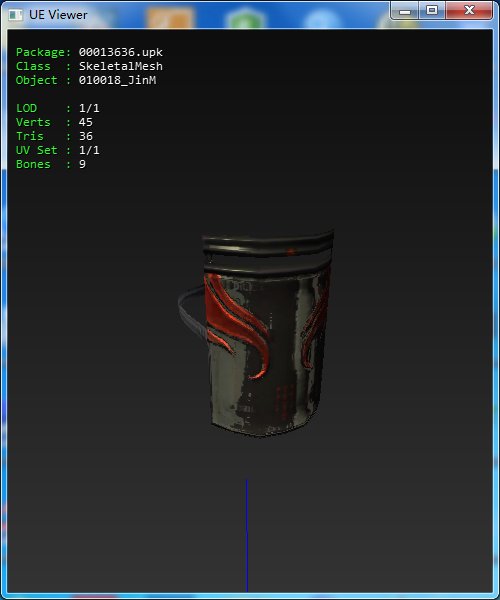 UE Viewer
Package: 00013636.upk
Class : SkeletalMesh
Object : 010018_JinM
LOD : 1/1
Verts : 45
Tris : 36
UV Set : 1/1
Bones : 9